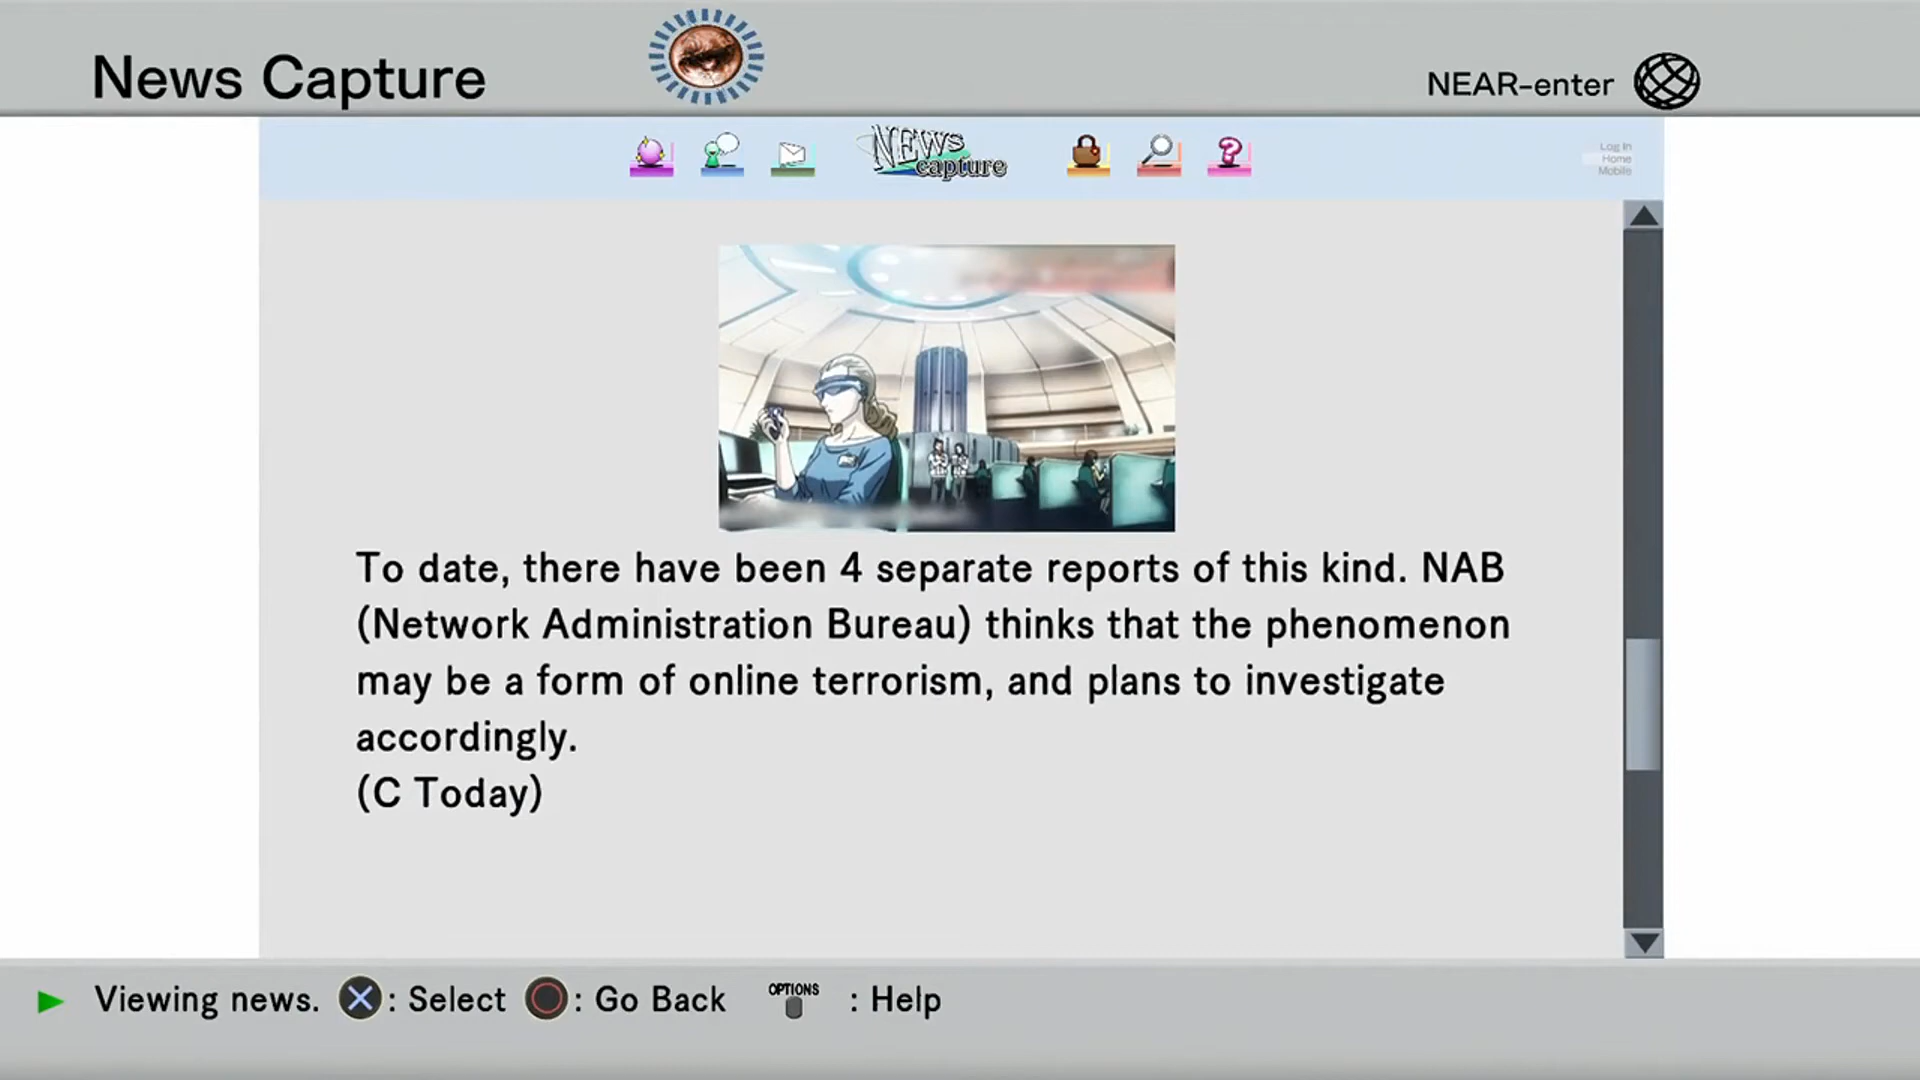 News Capture
NEAR-enter
NEWS
capture
Log In
Home
Mobile
To date, there have been 4 separate reports of this kind. NAB
(Network Administration Bureau) thinks that the phenomenon
may be a form of online terrorism, and plans to investigate
accordingly.
(C Today)
Viewing news. : Select : Go Back OPTIONS : Help